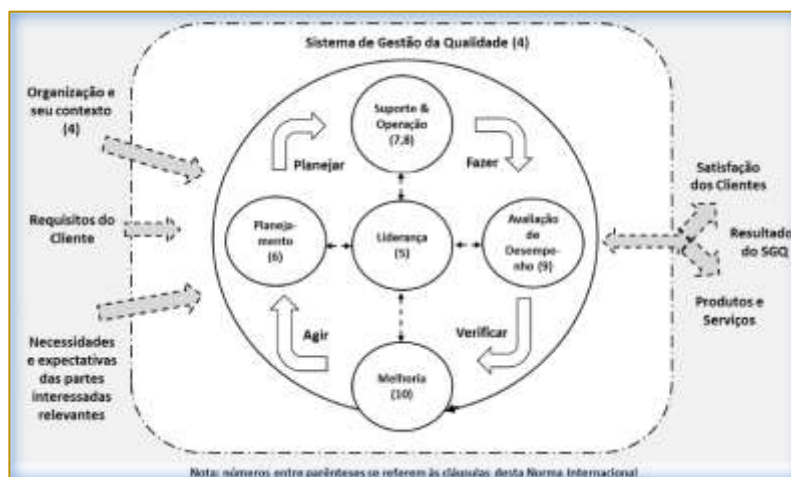 Sistema de Gestão da Qualidade (4)
Organização e
seu contexto
(4)
Requisitos do
Cliente
Necessidades
e expectativas
das partes
interessadas
relevantes
Suporte &
Operação
(7,8)
Planejar
Fazer
Planeja-
mento
(6)
Liderança
(5)
Avaliação
de
Desempe-
nho (9)
Agir
Verificar
Melhoria
(10)
Satisfação
dos Clientes
Resultado
do SGQ
Produtos e
Serviços
Nota: números entre parênteses se referem às cláusulas desta Norma Internacional